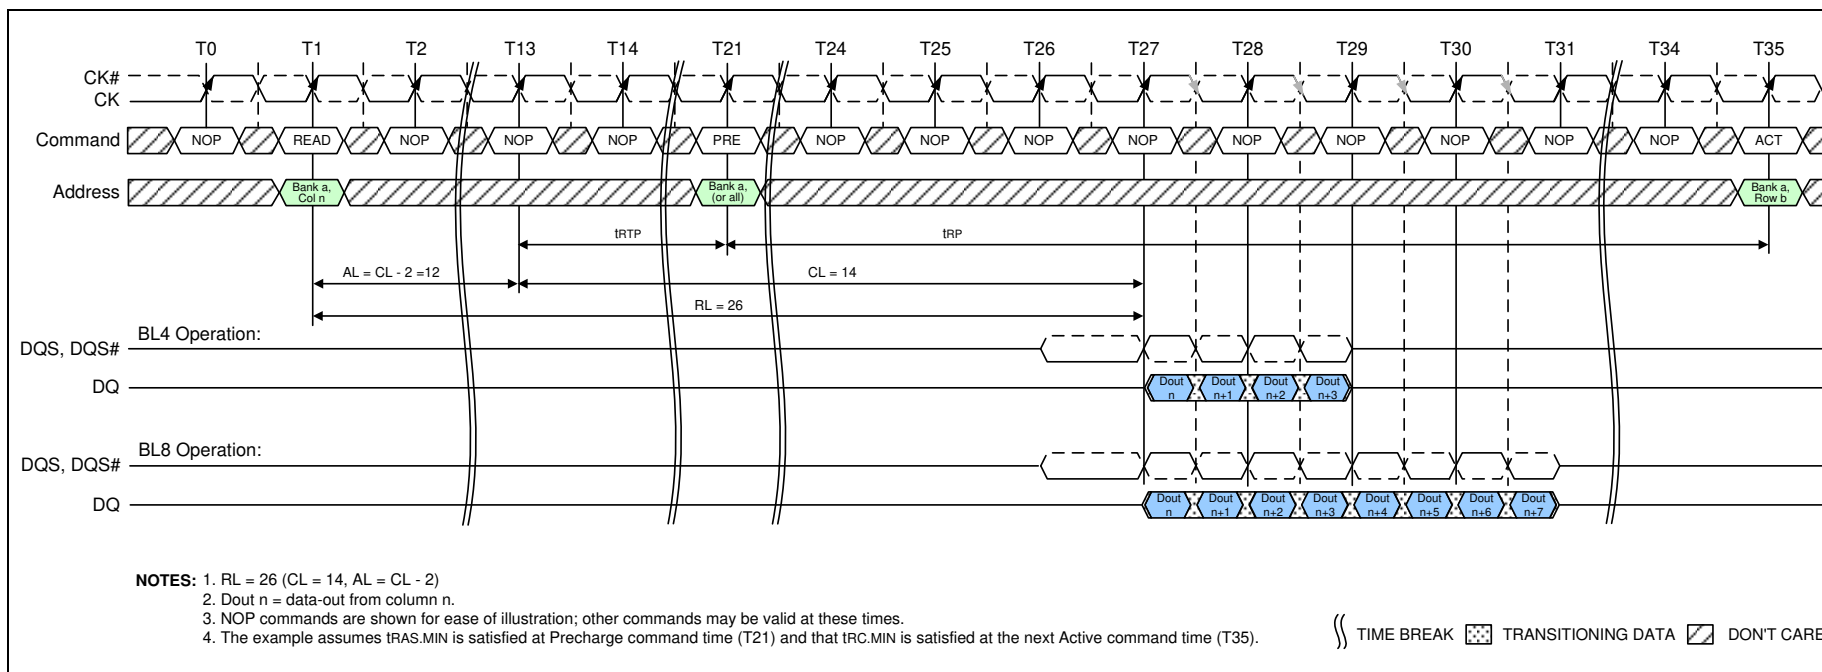 T0 T1 T2 T13 T14 T21 T24 T25 T26 T27 T28 T29 T30 T31 T34 T35
CK#
CK
Command NOP READ NOP NOP NOP PRE NOP NOP NOP NOP NOP NOP NOP NOP NOP ACT
Address Bank a, Col n Bank a, (or all) Bank a, Row b
tRTP tRP
AL = CL - 2 =12 CL = 14
RL = 26
BL4 Operation:
DQS, DQS#
DQ Dout n Dout n+1 Dout n+2 Dout n+3
BL8 Operation:
DQS, DQS#
DQ Dout n Dout n+1 Dout n+2 Dout n+3 Dout n+4 Dout n+5 Dout n+6 Dout n+7
NOTES: 1. RL = 26 (CL = 14, AL = CL - 2)
2. Dout n = data-out from column n.
3. NOP commands are shown for ease of illustration; other commands may be valid at these times.
4. The example assumes tRAS.MIN is satisfied at Precharge command time (T21) and that tRC.MIN is satisfied at the next Active command time (T35).
TIME BREAK TRANSITIONING DATA DON'T CARE